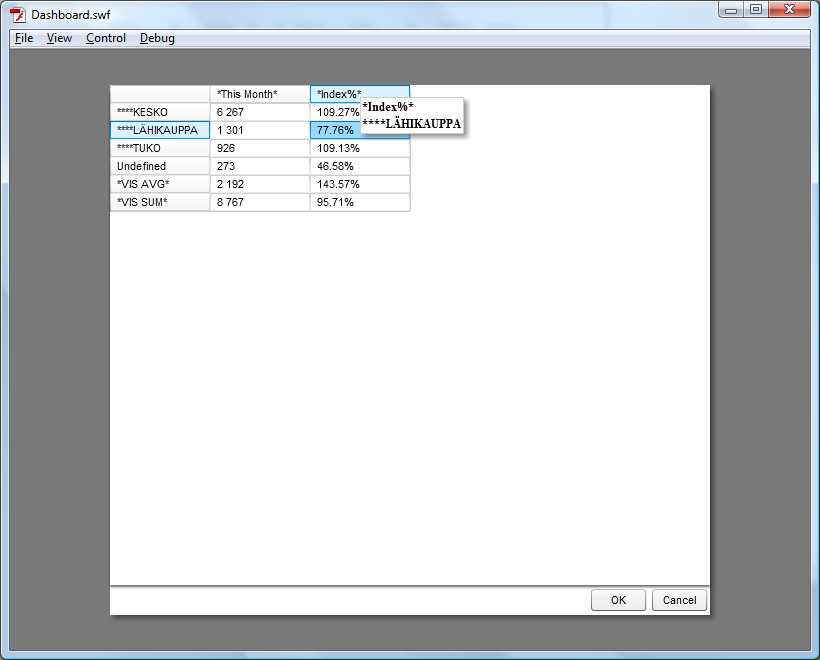 Dashboard.swf
File View Control Debug
*This Month* *Index%*
****KESKO 6 267 109.27%
*Index%*
****LÄHIKAUPPA
****LÄHIKAUPPA 1 301 77.76%
****TUKO 926 109.13%
Undefined 273 46.58%
*VIS AVG* 2 192 143.57%
*VIS SUM* 8 767 95.71%
OK Cancel